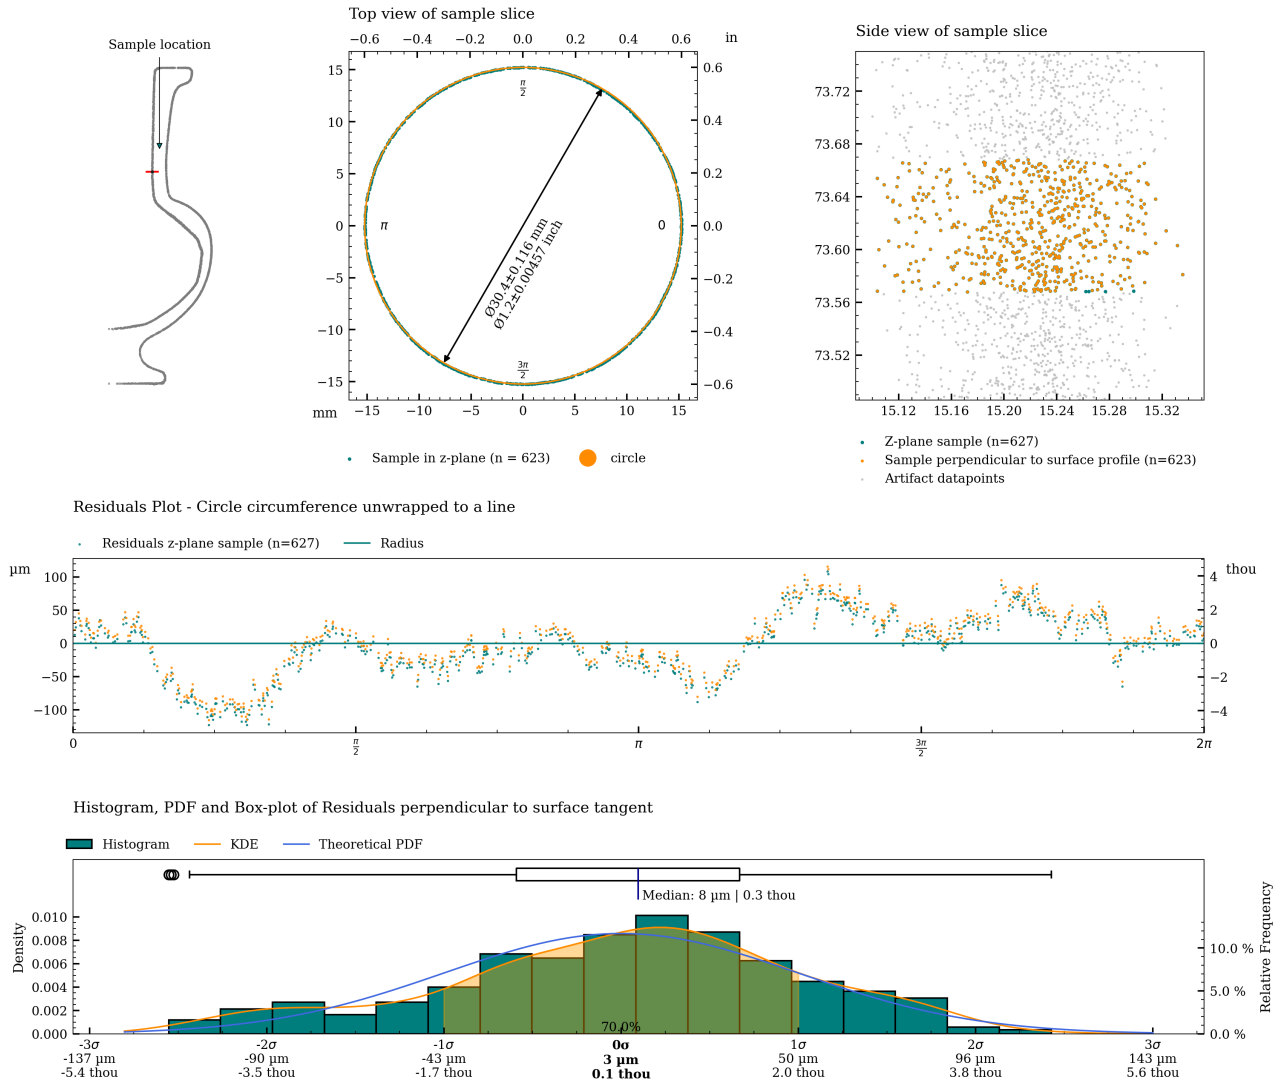 Sample location
Top view of sample slice
−0.6 −0.3 0.0 0.3 0.6 in
15
10
5
0
−5
−10
−15
0.6
0.4
0.2
0.0
−0.2
−0.4
−0.6
π/2
π
0
3π/2
Ø30.4±0.116 mm
Ø1.2±0.00457 inch
mm −15 −10 −5 0 5 10 15
Sample in z-plane (n = 623) circle
Side view of sample slice
73.72
73.68
73.64
73.60
73.56
73.52
15.12 15.16 15.20 15.24 15.28 15.32
Z-plane sample (n=627)
Sample perpendicular to surface profile (n=623)
Artifact datapoints
Residuals Plot - Circle circumference unwrapped to a line
Residuals z-plane sample (n=627) Radius
µm
100
50
0
−50
−100
thou
4
2
0
−2
−4
0 π/2 π 3π/2 2π
Histogram, PDF and Box-plot of Residuals perpendicular to surface tangent
Histogram KDE Theoretical PDF
Median: 8 µm | 0.3 thou
Density
0.010
0.008
0.006
0.004
0.002
0.000
Relative Frequency
10.0 %
5.0 %
0.0 %
70.0%
-3σ -2σ -1σ 0σ 1σ 2σ 3σ
-137 µm -90 µm -43 µm 3 µm 50 µm 96 µm 143 µm
-5.4 thou -3.5 thou -1.7 thou 0.1 thou 2.0 thou 3.8 thou 5.6 thou